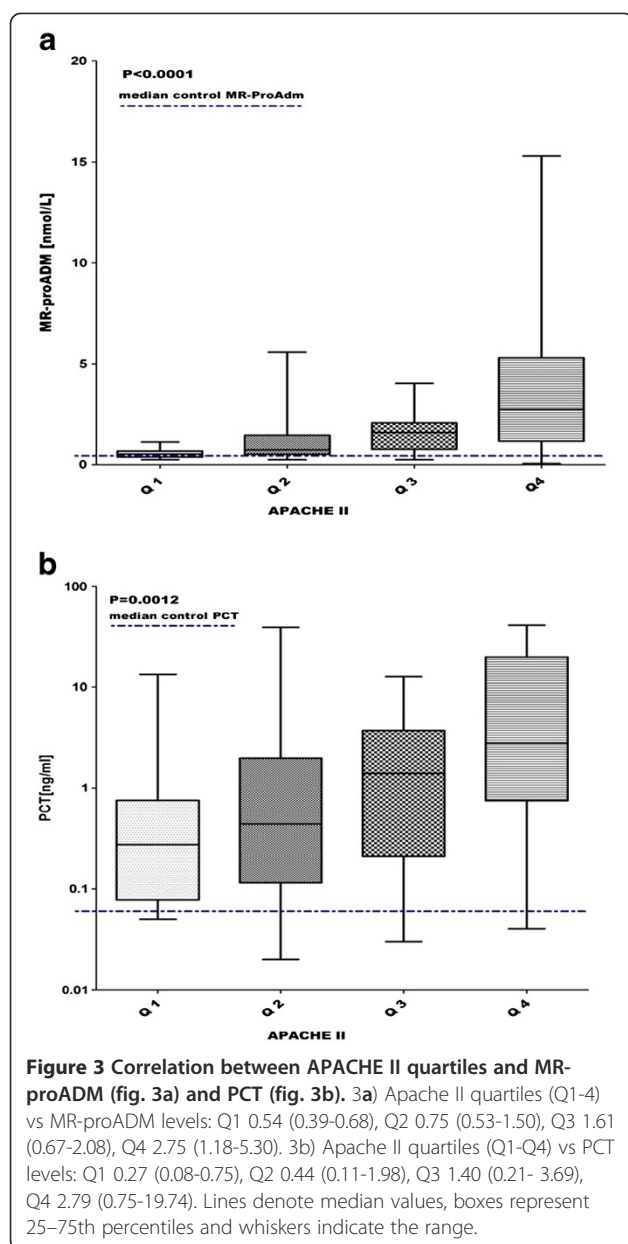 a
20
15
10
5
0
MR-proADM [nmol/L]
P<0.0001
median control MR-ProAdm
Q 1
Q 2
Q 3
Q4
APACHE II
b
100
10
1
0.1
0.01
PCT[ng/ml]
P=0.0012
median control PCT
Q 1
Q 2
Q 3
Q 4
APACHE II
Figure 3 Correlation between APACHE II quartiles and MR-
proADM (fig. 3a) and PCT (fig. 3b). 3a) Apache II quartiles (Q1-4)
vs MR-proADM levels: Q1 0.54 (0.39-0.68), Q2 0.75 (0.53-1.50), Q3 1.61
(0.67-2.08), Q4 2.75 (1.18-5.30). 3b) Apache II quartiles (Q1-Q4) vs PCT
levels: Q1 0.27 (0.08-0.75), Q2 0.44 (0.11-1.98), Q3 1.40 (0.21- 3.69),
Q4 2.79 (0.75-19.74). Lines denote median values, boxes represent
25–75th percentiles and whiskers indicate the range.